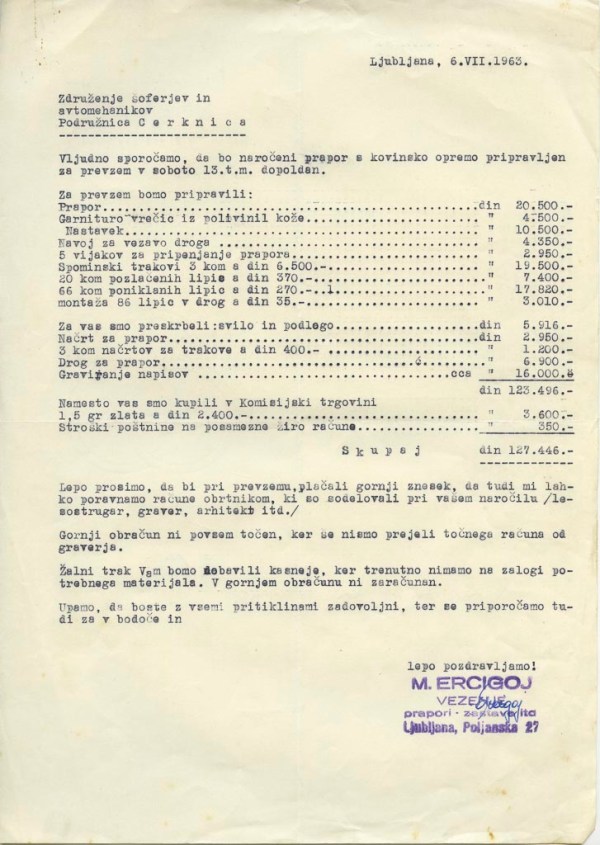 Ljubljana, 6.VII.1963.
Združenje šoferjev in
avtomehanikov
Podružnica C e r k n i c a
Vljudno sporočamo, da bo naročeni prapor s kovinsko opremo pripravljen
za prevzem v soboto 13.t.m. dopoldan.
Za prevzem bomo pripravili:
Prapor..........din 20.500.-
Garnituro vrečic iz polivinil kože..........." 4.500.-
Nastavek..........." 10.500.-
Navoj za vezavo droga ..........." 4.350.-
5 vijakov za pripenjanje prapora..........." 2.950.-
Spominski trakovi 3 kom a din 6.500.-..........." 19.500.-
20 kom pozlačenih lipic a din 370.-..........." 7.400.-
66 kom poniklanih lipic a din 270.-..........." 17.820.-
montaža 86 lipic v drog a din 35.-..........." 3.010.-
Za vas smo preskrbeli:svilo in podlogo..........din 5.916.-
Načrt za prapor..........din 2.950.-
3 kom načrtov za trakove a din 400.- ..........." 1.200.-
Drog za prapor..........." 6.900.-
Graviranje napisov ..........cca " 16.000.-
din 123.496.-
Namesto vas smo kupili v Komisijski trgovini
1,5 gr zlata a din 2.400.-..........." 3.600.-
Stroški poštnine na posamezne žiro račune..........." 350.-
S k u p a j din 127.446.-
Lepo prosimo, da bi pri prevzemu,plačali gornji znesek, da tudi mi lah-
ko poravnamo račune obrtnikom, ki so sodelovali pri vašem naročilu /le-
sostrugar, graver, arhitekt itd./
Gornji obračun ni povsem točen, ker še nismo prejeli točnega računa od
graverja.
Žalni trak Vam bomo dobavili kasneje, ker trenutno nimamo na zalogi po-
trebnega materijala. V gornjem obračunu ni zaračunan.
Upamo, da boste z vsemi pritiklinami zadovoljni, ter se priporočamo tu-
di za v bodoče in
lepo pozdravljamo!
M. ERCIGOJ
VEZENJE
prapori - zastave itd
Ljubljana, Poljanska 27